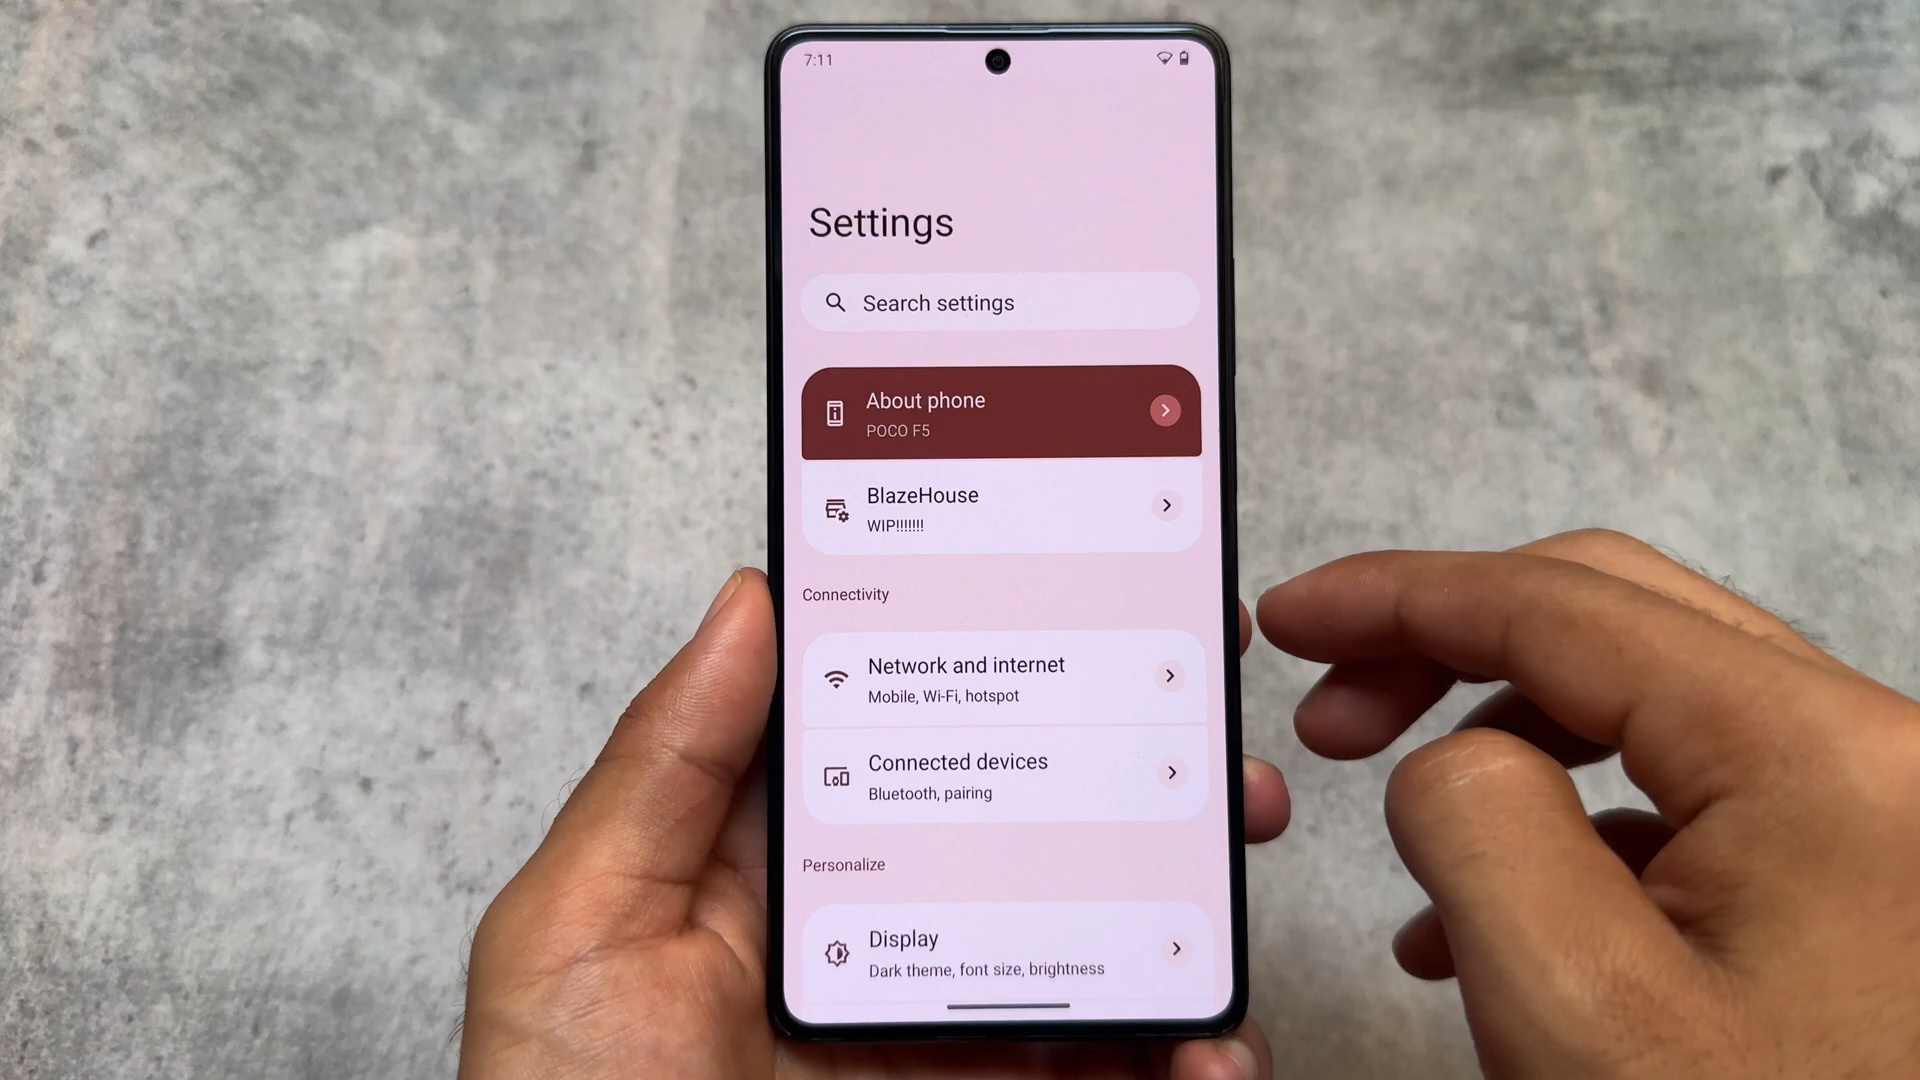 7:11
Settings
Search settings
About phone
POCO F5
BlazeHouse
WIP!!!!!!!
Connectivity
Network and internet
Mobile, Wi-Fi, hotspot
Connected devices
Bluetooth, pairing
Personalize
Display
Dark theme, font size, brightness